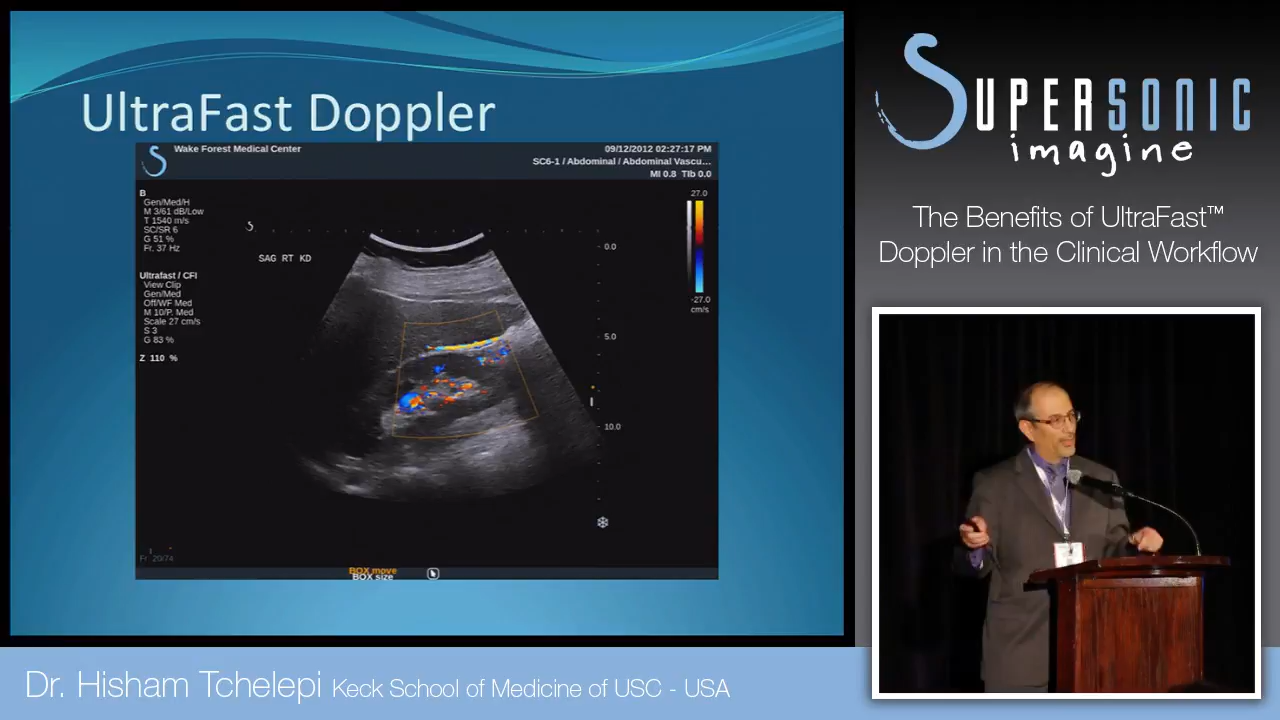 UltraFast Doppler
Wake Forest Medical Center
09/12/2012 02:27:17 PM
SC6-1 / Abdominal / Abdominal Vascu...
MI 0.8 TIb 0.0
B
Gen/Med/H
M 3/61 dB/Low
T 1540 m/s
SC/SR 6
G 51 %
Fr. 37 Hz
Ultrafast / CFI
View Clip
Gen/Med
Off/WF Med
M 10/P. Med
Scale 27 cm/s
S 3
G 83 %
Z 110 %
SAG RT KD
27.0
-27.0
cm/s
0.0
5.0
10.0
Fr. 29/74
BOX move
BOX size
SUPERSONIC
imagine
The Benefits of UltraFast™
Doppler in the Clinical Workflow
Dr. Hisham Tchelepi Keck School of Medicine of USC - USA